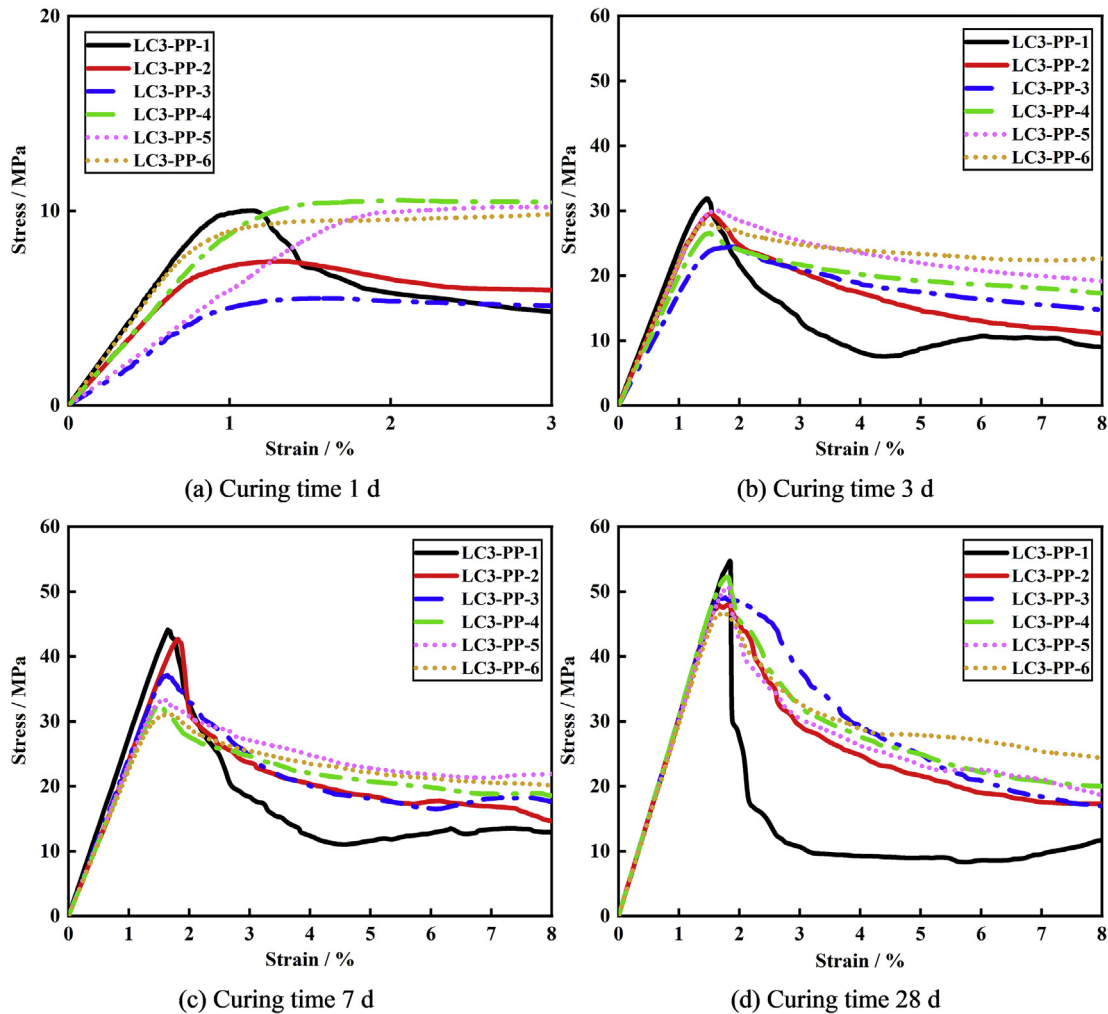 20
10
0
Stress / MPa
LC3-PP-1
LC3-PP-2
LC3-PP-3
LC3-PP-4
LC3-PP-5
LC3-PP-6
0 1 2 3
Strain / %
(a) Curing time 1 d
60
50
40
30
20
10
0
Stress / MPa
LC3-PP-1
LC3-PP-2
LC3-PP-3
LC3-PP-4
LC3-PP-5
LC3-PP-6
0 1 2 3 4 5 6 7 8
Strain / %
(b) Curing time 3 d
60
50
40
30
20
10
0
Stress / MPa
LC3-PP-1
LC3-PP-2
LC3-PP-3
LC3-PP-4
LC3-PP-5
LC3-PP-6
0 1 2 3 4 5 6 7 8
Strain / %
(c) Curing time 7 d
60
50
40
30
20
10
0
Stress / MPa
LC3-PP-1
LC3-PP-2
LC3-PP-3
LC3-PP-4
LC3-PP-5
LC3-PP-6
0 1 2 3 4 5 6 7 8
Strain / %
(d) Curing time 28 d